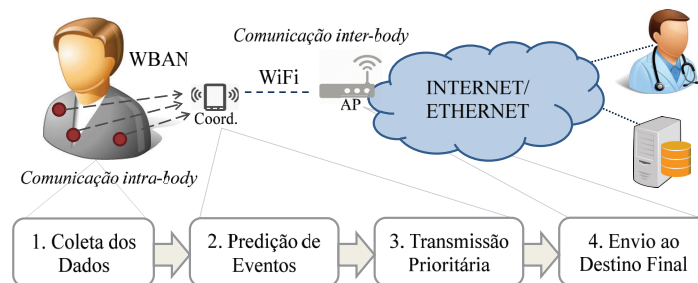 Comunicação inter-body
WBAN
WiFi
INTERNET/
ETHERNET
AP
Coord.
Comunicação intra-body
1. Coleta dos
Dados
2. Predição de
Eventos
3. Transmissão
Prioritária
4. Envio ao
Destino Final